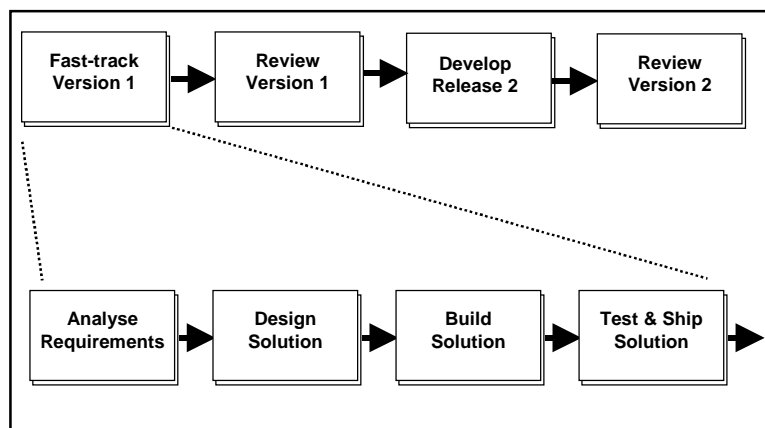 Fast-track
Version 1
Review
Version 1
Develop
Release 2
Review
Version 2
Analyse
Requirements
Design
Solution
Build
Solution
Test & Ship
Solution